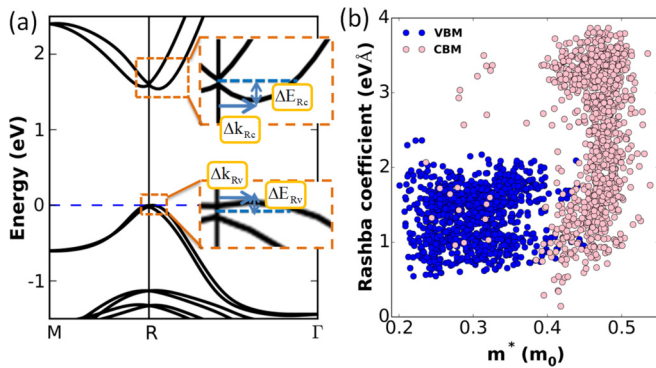 (a)
2
1
0
-1
Energy (eV)
M
R
Γ
ΔE_Rc
Δk_Rc
Δk_Rv
ΔE_Rv
(b)
VBM
CBM
4
3
2
1
0
Rashba coefficient (eVÅ)
0.2
0.3
0.4
0.5
m* (m₀)